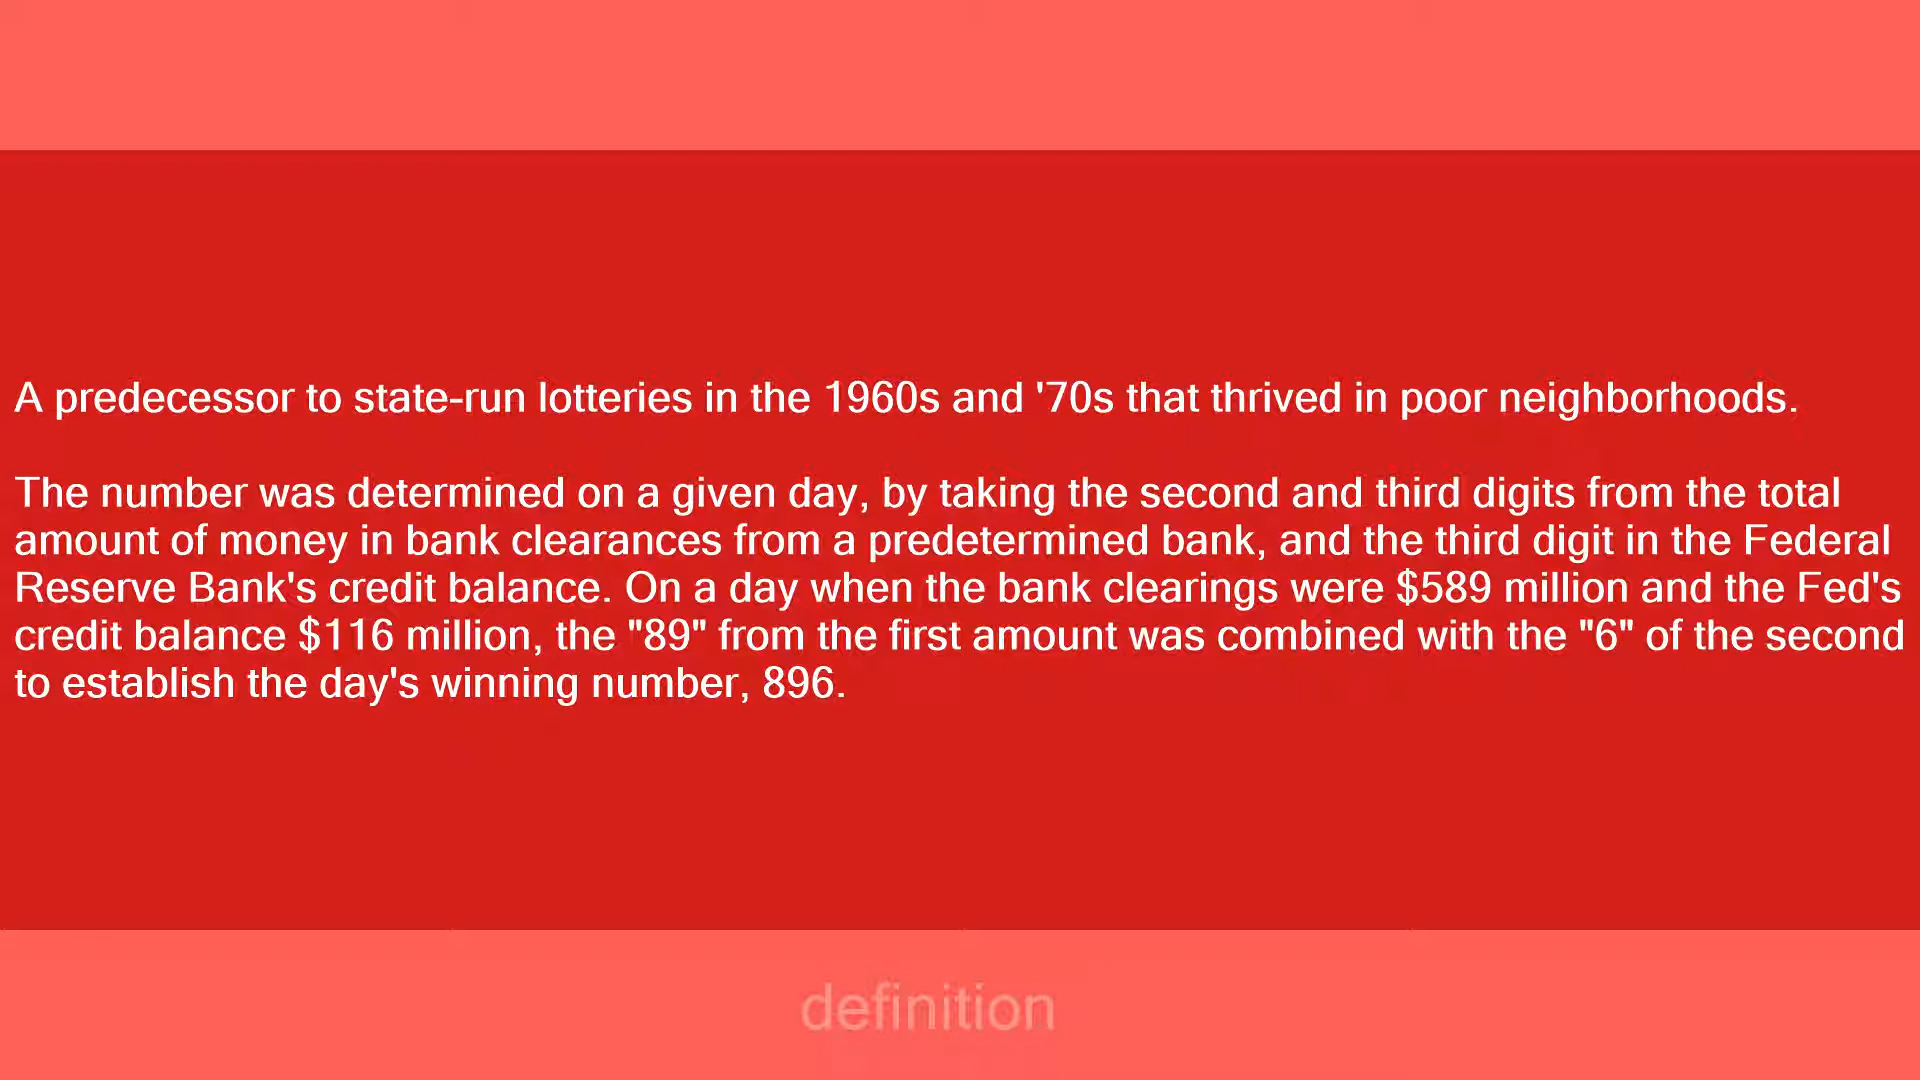 A predecessor to state-run lotteries in the 1960s and '70s that thrived in poor neighborhoods.
The number was determined on a given day, by taking the second and third digits from the total
amount of money in bank clearances from a predetermined bank, and the third digit in the Federal
Reserve Bank's credit balance. On a day when the bank clearings were $589 million and the Fed's
credit balance $116 million, the "89" from the first amount was combined with the "6" of the second
to establish the day's winning number, 896.
definition